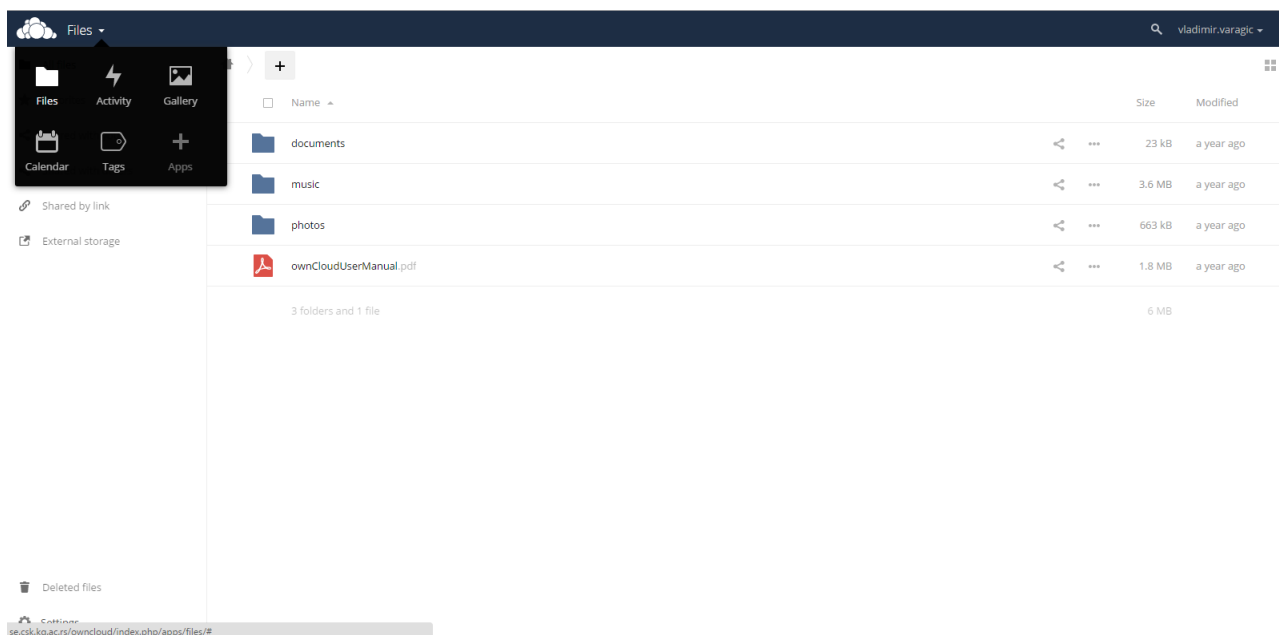 Files
vladimir.varagic
Files Activity Gallery
Calendar Tags Apps
+
Name Size Modified
documents 23 kB a year ago
music 3.6 MB a year ago
photos 663 kB a year ago
ownCloudUserManual.pdf 1.8 MB a year ago
3 folders and 1 file 6 MB
Shared by link
External storage
Deleted files
Settings
se.csk.kg.ac.rs/owncloud/index.php/apps/files/#